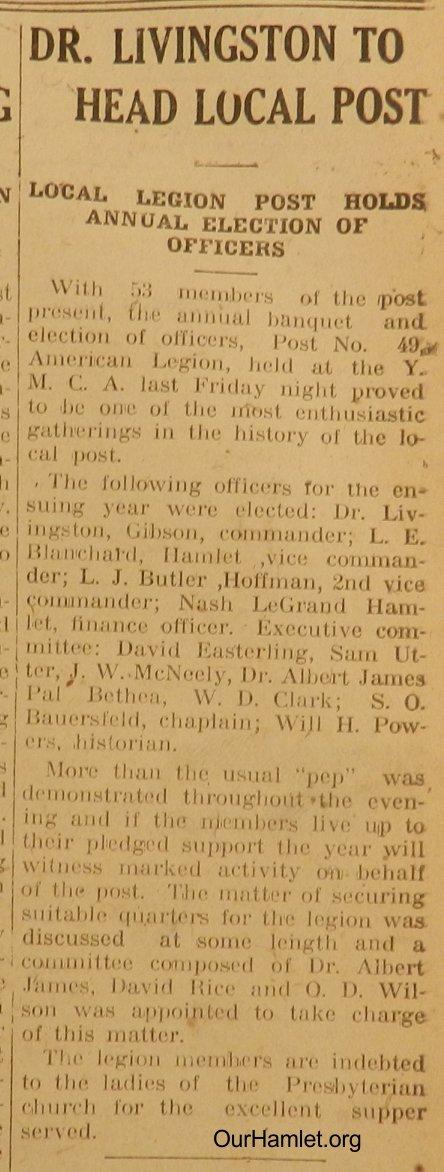 DR. LIVINGSTON TO
HEAD LOCAL POST
LOCAL LEGION POST HOLDS
ANNUAL ELECTION OF
OFFICERS
With 53 members of the post
present, the annual banquet and
election of officers, Post No. 49,
American Legion, held at the Y.
M. C. A. last Friday night proved
to be one of the most enthusiastic
gatherings in the history of the lo-
cal post.
The following officers for the en-
suing year were elected: Dr. Liv-
ingston, Gibson, commander; L. E.
Blanchard, Hamlet ,vice comman-
der; L. J. Butler ,Hoffman, 2nd vice
commander; Nash LeGrand Ham-
let, finance officer. Executive com-
mittee: David Easterling, Sam Ut-
ter, J. W. McNeely, Dr. Albert James
Pal Bethea, W. D. Clark; S. O.
Bauersfeld, chaplain; Will H. Pow-
ers, historian.
More than the usual "pep" was
demonstrated throughout the even-
ing and if the members live up to
their pledged support the year will
witness marked activity on behalf
of the post. The matter of securing
suitable quarters for the legion was
discussed at some length and a
committee composed of Dr. Albert
James, David Rice and O. D. Wil-
son was appointed to take charge
of this matter.
The legion members are indebted
to the ladies of the Presbyterian
church for the excellent supper
served.
OurHamlet.org